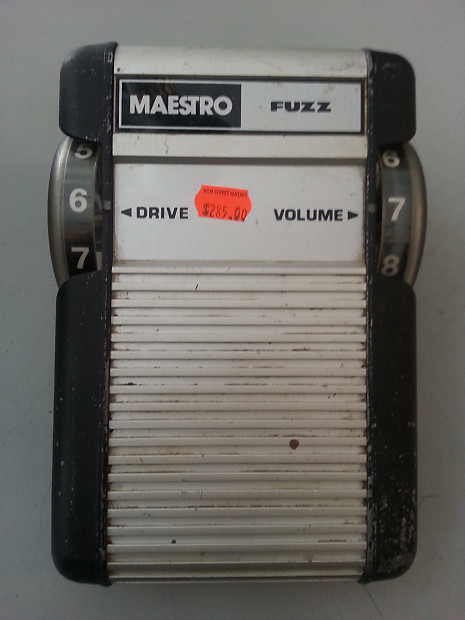 MAESTRO FUZZ
5 6
6 DRIVE $285.00 VOLUME 7
7 8